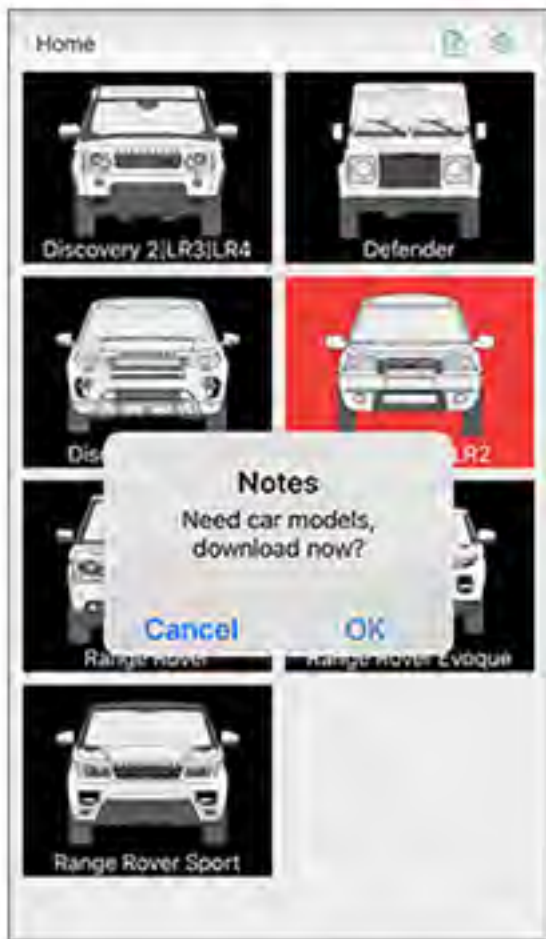 Home
Discovery 2|LR3|LR4
Defender
Dis
LR2
Notes
Need car models,
download now?
Cancel
OK
Range Rover
Range Rover Evoque
Range Rover Sport